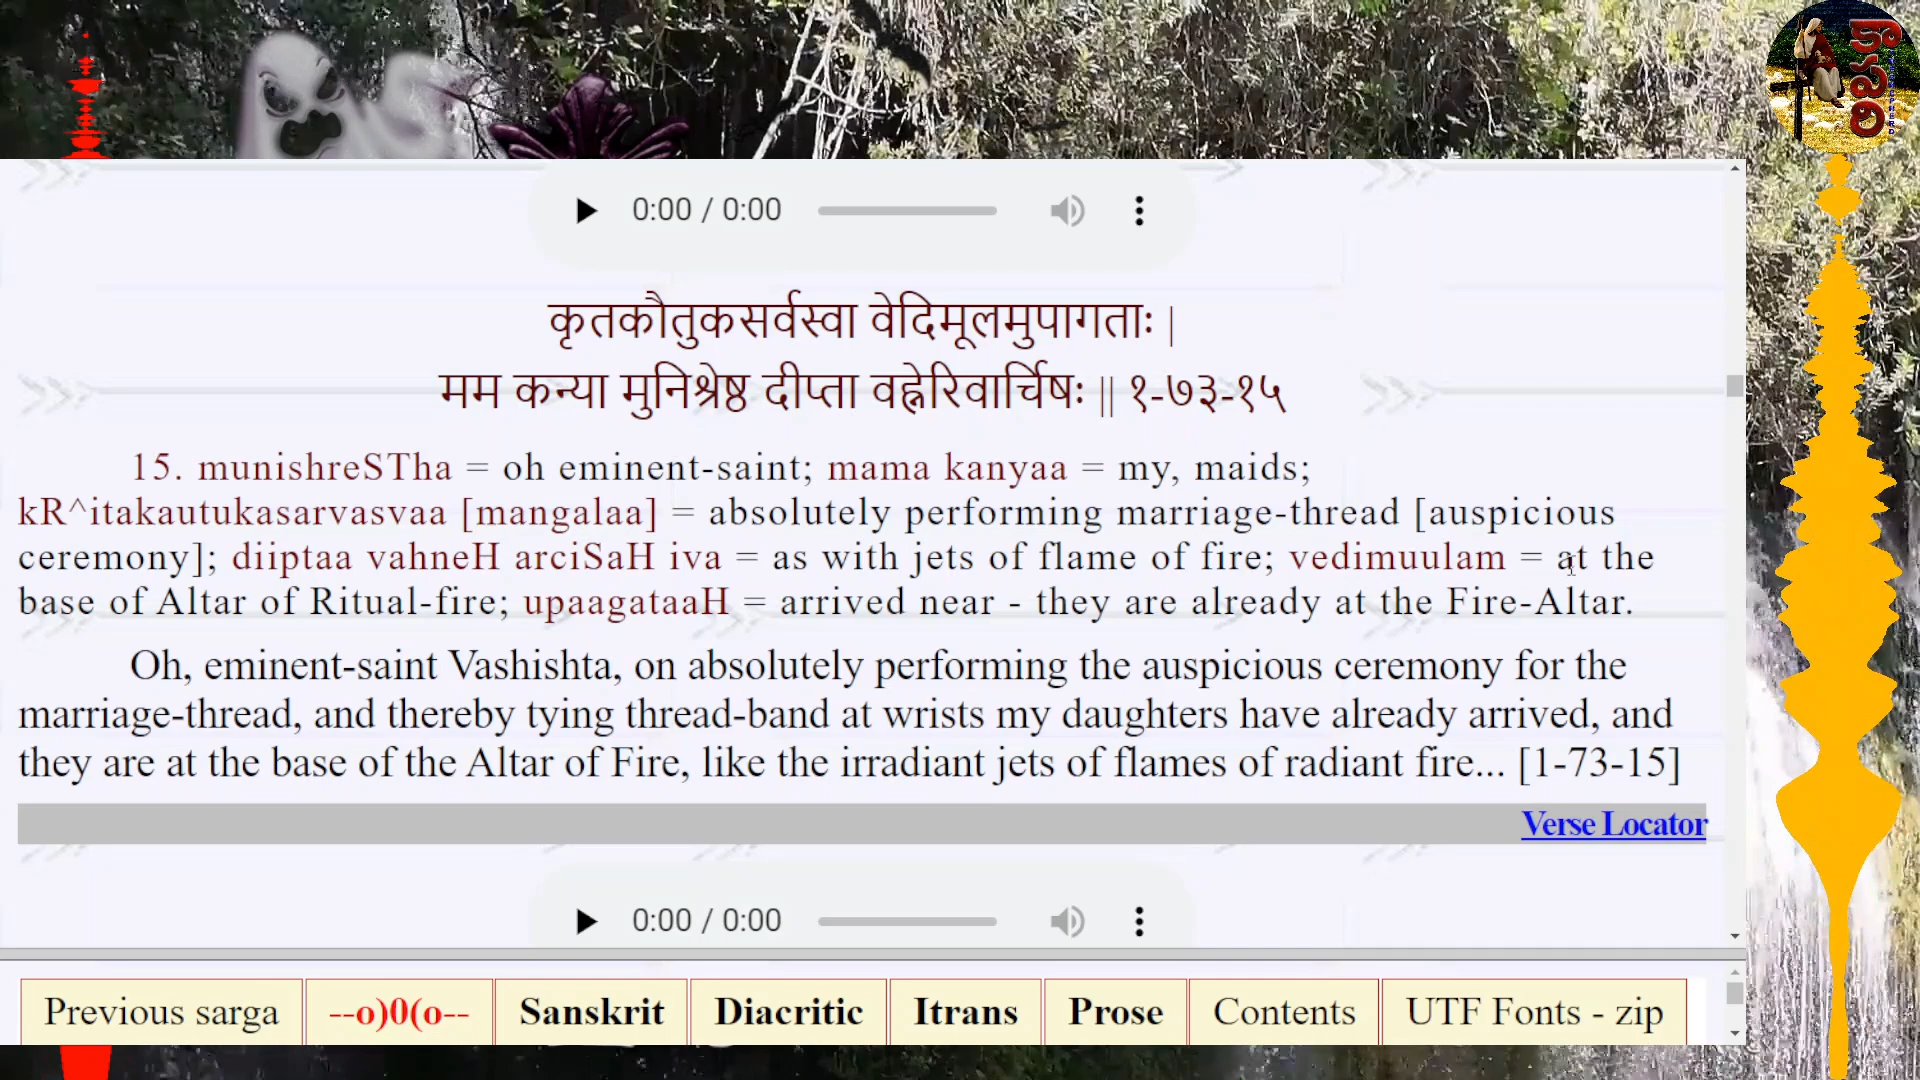 కాపరి
0:00 / 0:00
कृतकौतुकसर्वस्वा वेदिमूलमुपागताः |
मम कन्या मुनिश्रेष्ठ दीप्ता वह्नेरिवार्चिषः || १-७३-१५
15. munishreSTha = oh eminent-saint; mama kanyaa = my, maids;
kR^itakautukasarvasvaa [mangalaa] = absolutely performing marriage-thread [auspicious
ceremony]; diiptaa vahneH arciSaH iva = as with jets of flame of fire; vedimuulam = at the
base of Altar of Ritual-fire; upaagataaH = arrived near - they are already at the Fire-Altar.
Oh, eminent-saint Vashishta, on absolutely performing the auspicious ceremony for the
marriage-thread, and thereby tying thread-band at wrists my daughters have already arrived, and
they are at the base of the Altar of Fire, like the irradiant jets of flames of radiant fire... [1-73-15]
Verse Locator
0:00 / 0:00
Previous sarga --o)0(o-- Sanskrit Diacritic Itrans Prose Contents UTF Fonts - zip